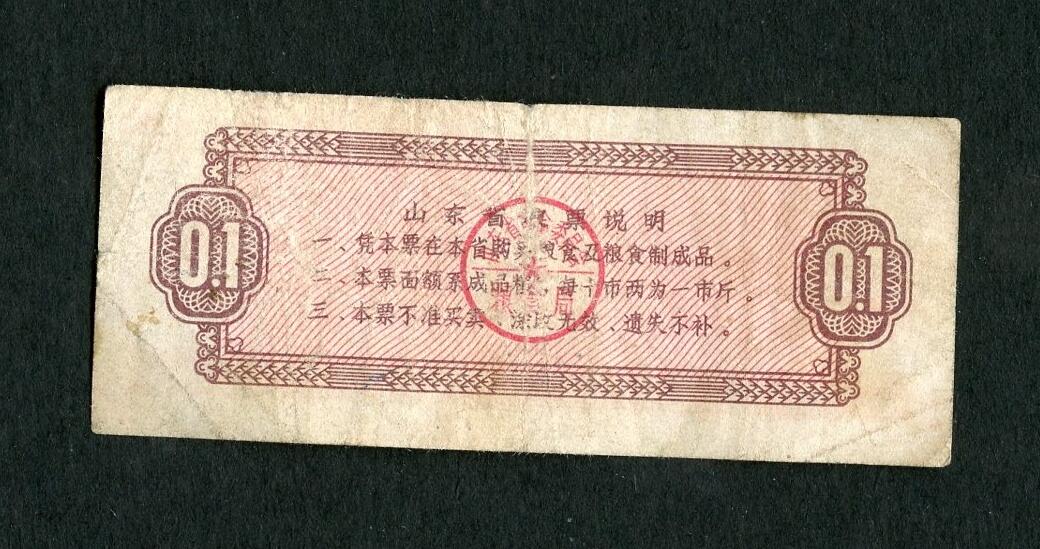 山东省粮票说明
一、凭本票在本省购买粮食及粮食制成品。
二、本票面额系成品粮，每十市两为一市斤。
三、本票不准买卖，涂改无效、遗失不补。
0.1
0.1